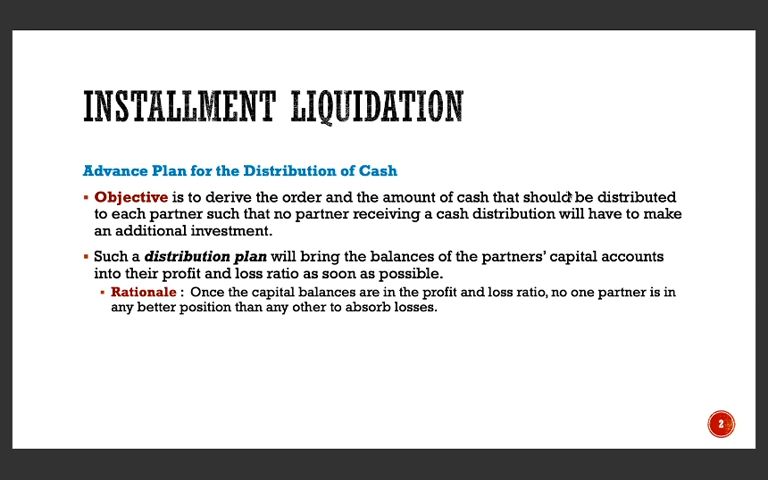 INSTALLMENT LIQUIDATION
Advance Plan for the Distribution of Cash
▪ Objective is to derive the order and the amount of cash that should be distributed
to each partner such that no partner receiving a cash distribution will have to make
an additional investment.
▪ Such a distribution plan will bring the balances of the partners' capital accounts
into their profit and loss ratio as soon as possible.
▪ Rationale : Once the capital balances are in the profit and loss ratio, no one partner is in
any better position than any other to absorb losses.
2